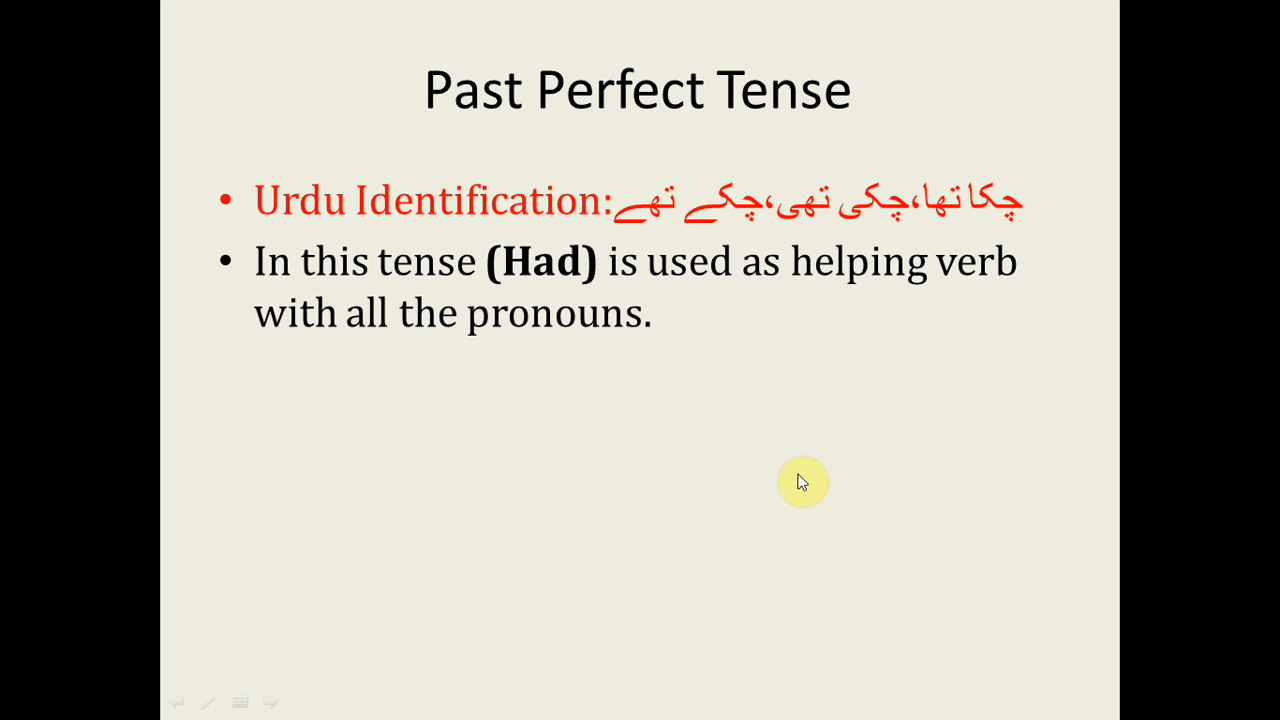 Past Perfect Tense
• Urdu Identification:چکا تھا،چکی تھی،چکے تھے
• In this tense (Had) is used as helping verb
with all the pronouns.